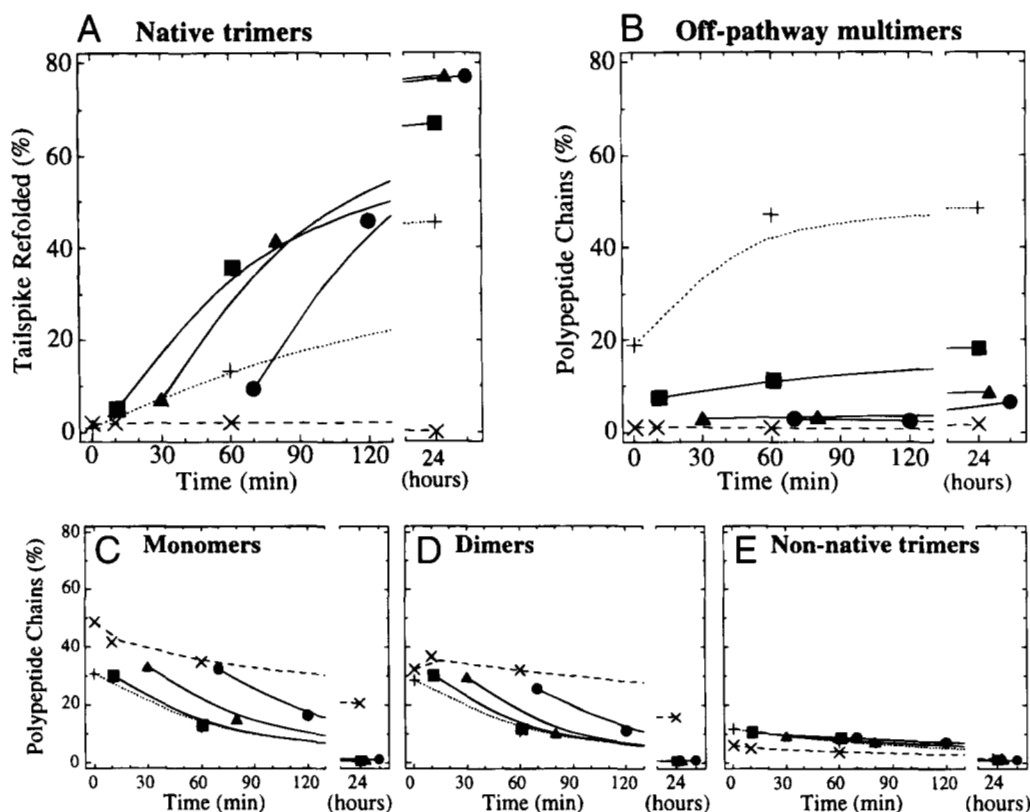 A Native trimers
Tailspike Refolded (%)
80
60
40
20
0
0 30 60 90 120 24
Time (min) (hours)
B Off-pathway multimers
Polypeptide Chains (%)
80
60
40
20
0
0 30 60 90 120 24
Time (min) (hours)
C Monomers
Polypeptide Chains (%)
80
60
40
20
0
0 30 60 90 120 24
Time (min) (hours)
D Dimers
0 30 60 90 120 24
Time (min) (hours)
E Non-native trimers
0 30 60 90 120 24
Time (min) (hours)